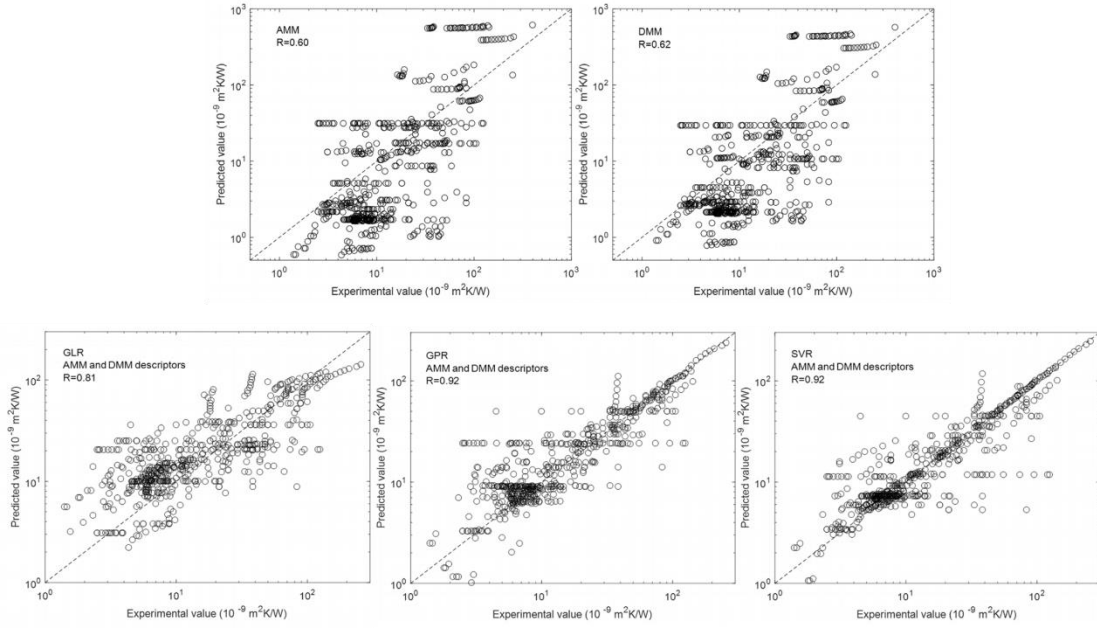 AMM
R=0.60
Predicted value (10⁻⁹ m²K/W)
10³
10²
10¹
10⁰
10⁰
10¹
10²
10³
Experimental value (10⁻⁹ m²K/W)
DMM
R=0.62
Predicted value (10⁻⁹ m²K/W)
10³
10²
10¹
10⁰
10⁰
10¹
10²
10³
Experimental value (10⁻⁹ m²K/W)
GLR
AMM and DMM descriptors
R=0.81
Predicted value (10⁻⁹ m²K/W)
10²
10¹
10⁰
10⁰
10¹
10²
Experimental value (10⁻⁹ m²K/W)
GPR
AMM and DMM descriptors
R=0.92
Predicted value (10⁻⁹ m²K/W)
10²
10¹
10⁰
10⁰
10¹
10²
Experimental value (10⁻⁹ m²K/W)
SVR
AMM and DMM descriptors
R=0.92
Predicted value (10⁻⁹ m²K/W)
10²
10¹
10⁰
10⁰
10¹
10²
Experimental value (10⁻⁹ m²K/W)